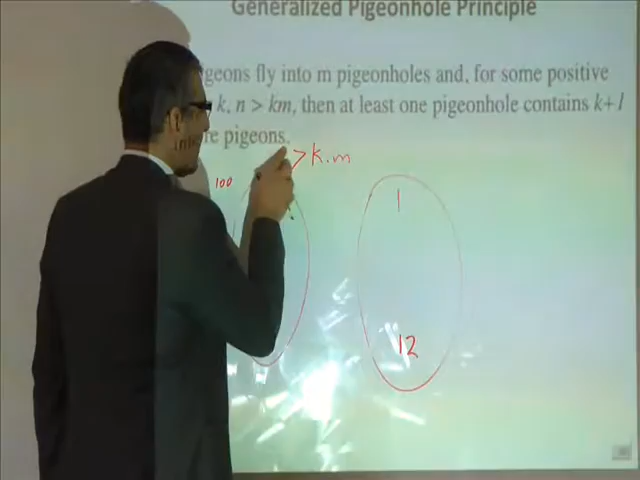 Generalized Pigeonhole Principle
geons fly into m pigeonholes and, for some positive
k, n > km, then at least one pigeonhole contains k+1
re pigeons.
> k.m
100
1
12